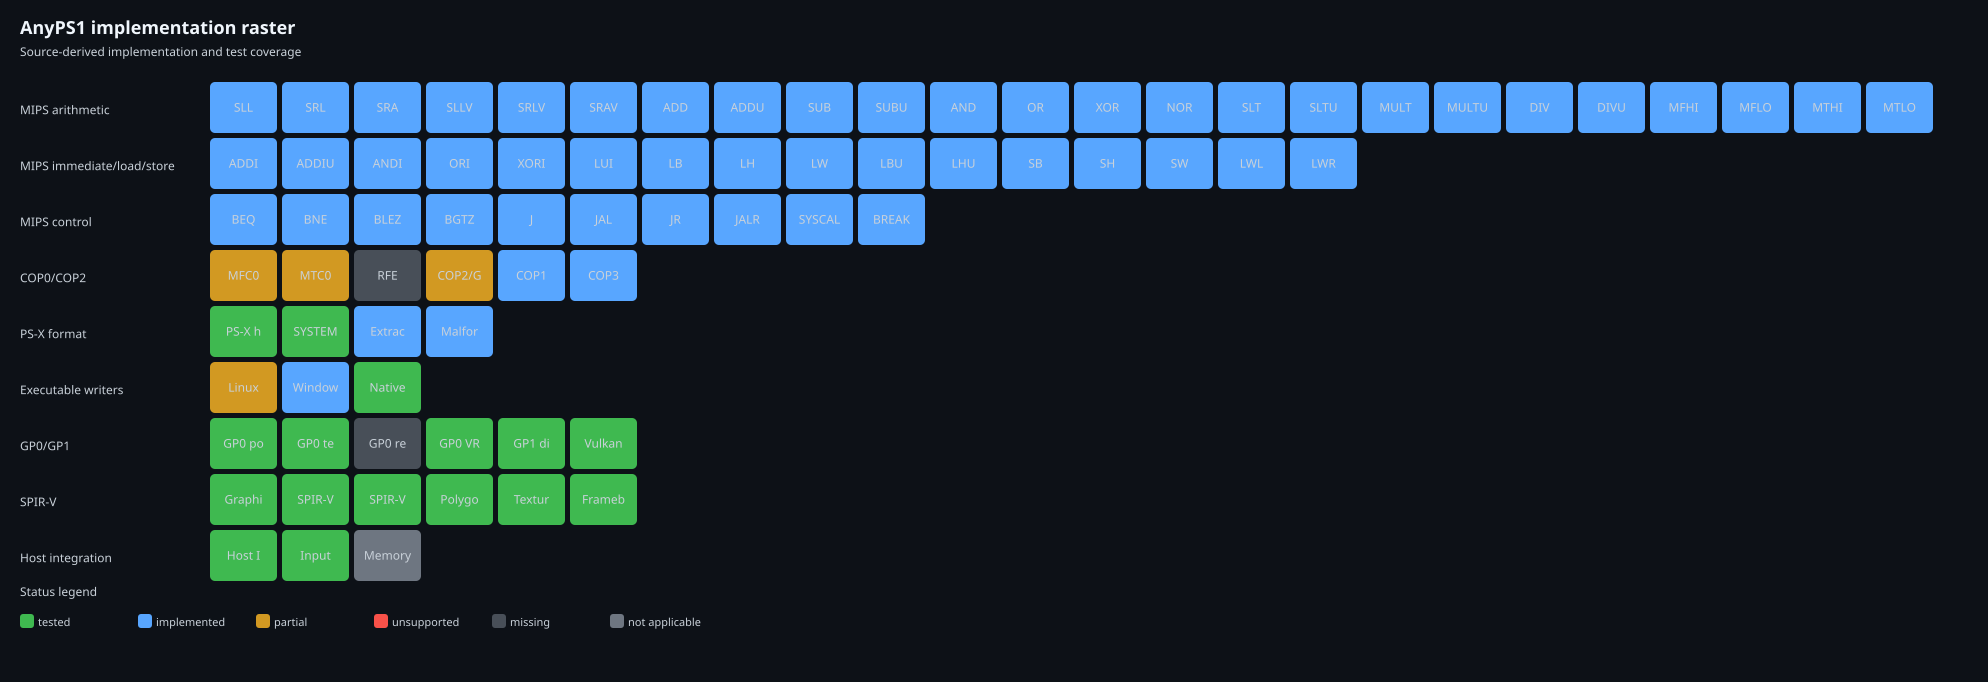 AnyPS1 implementation raster
Source-derived implementation and test coverage
MIPS arithmetic SLL SRL SRA SLLV SRLV SRAV ADD ADDU SUB SUBU AND OR XOR NOR SLT SLTU MULT MULTU DIV DIVU MFHI MFLO MTHI MTLO
MIPS immediate/load/store ADDI ADDIU ANDI ORI XORI LUI LB LH LW LBU LHU SB SH SW LWL LWR
MIPS control BEQ BNE BLEZ BGTZ J JAL JR JALR SYSCAL BREAK
COP0/COP2 MFC0 MTC0 RFE COP2/G COP1 COP3
PS-X format PS-X h SYSTEM Extrac Malfor
Executable writers Linux Window Native
GP0/GP1 GP0 po GP0 te GP0 re GP0 VR GP1 di Vulkan
SPIR-V Graphi SPIR-V SPIR-V Polygo Textur Frameb
Host integration Host I Input Memory
Status legend
tested implemented partial unsupported missing not applicable